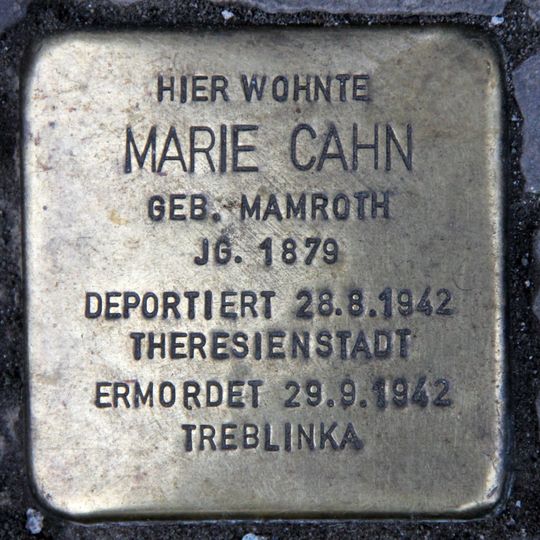 HIER WOHNTE
MARIE CAHN
GEB. MAMROTH
JG. 1879
DEPORTIERT 28.8.1942
THERESIENSTADT
ERMORDET 29.9.1942
TREBLINKA